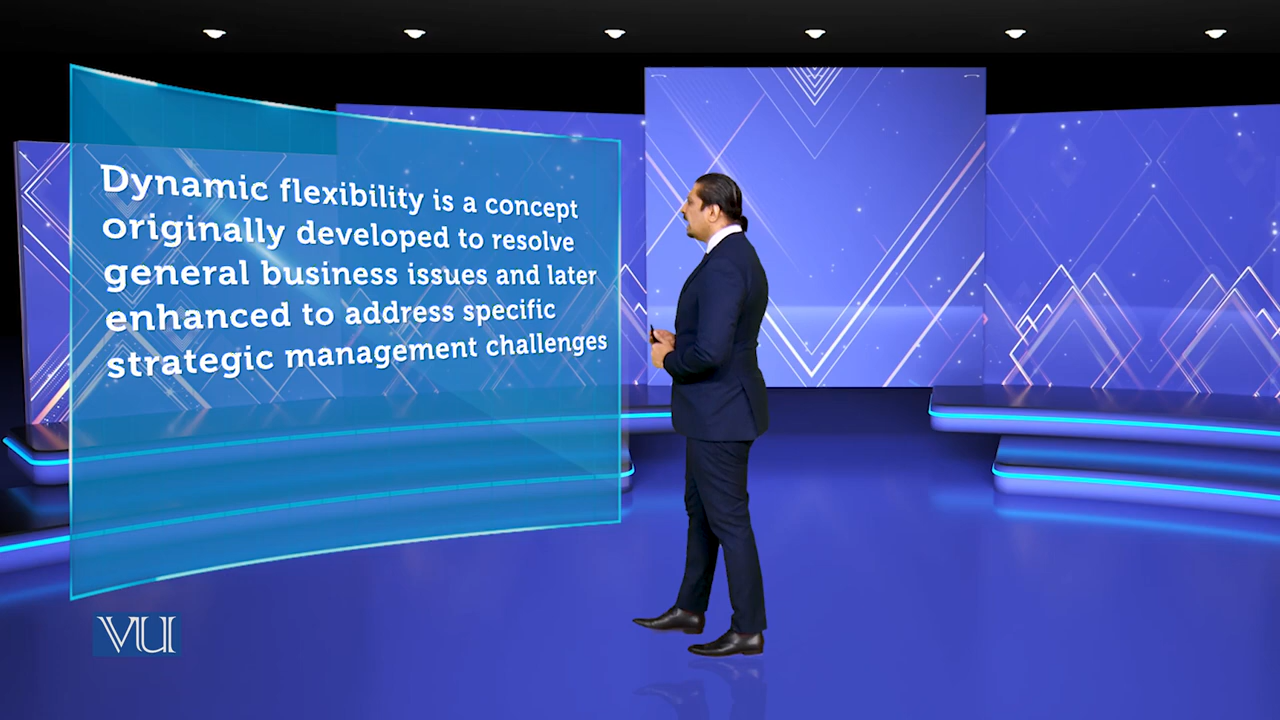 Dynamic flexibility is a concept
originally developed to resolve
general business issues and later
enhanced to address specific
strategic management challenges
VU